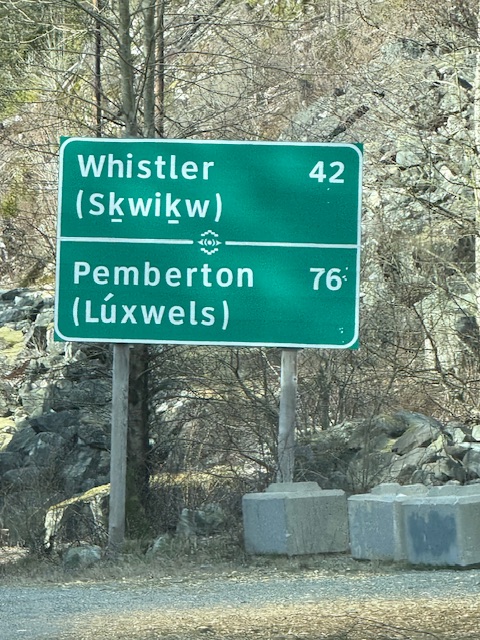 Whistler 42
(Sḵwiḵw)
Pemberton 76
(Lúxwels)